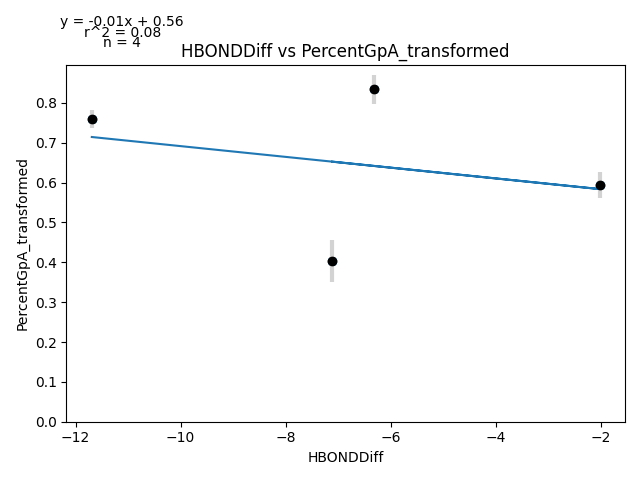 y = -0.01x + 0.56
r^2 = 0.08
n = 4
HBONDDiff vs PercentGpA_transformed
PercentGpA_transformed
0.8
0.7
0.6
0.5
0.4
0.3
0.2
0.1
0.0
−12 −10 −8 −6 −4 −2
HBONDDiff